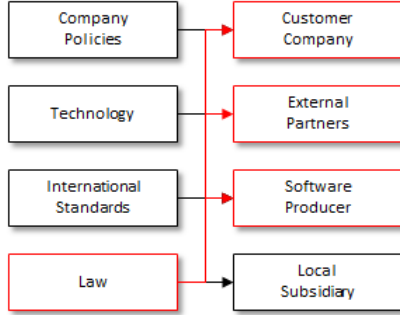 Company
Policies
Customer
Company
Technology
External
Partners
International
Standards
Software
Producer
Law
Local
Subsidiary